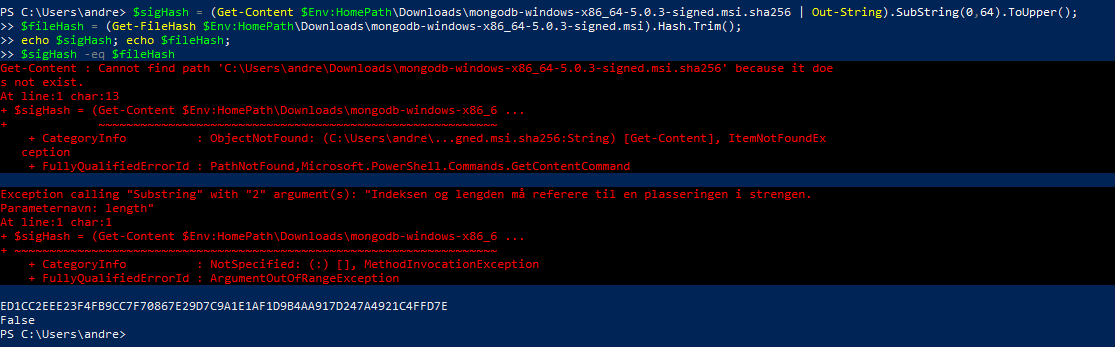 PS C:\Users\andre> $sigHash = (Get-Content $Env:HomePath\Downloads\mongodb-windows-x86_64-5.0.3-signed.msi.sha256 | Out-String).SubString(0,64).ToUpper();
>> $fileHash = (Get-FileHash $Env:HomePath\Downloads\mongodb-windows-x86_64-5.0.3-signed.msi).Hash.Trim();
>> echo $sigHash; echo $fileHash;
>> $sigHash -eq $fileHash
Get-Content : Cannot find path 'C:\Users\andre\Downloads\mongodb-windows-x86_64-5.0.3-signed.msi.sha256' because it doe
s not exist.
At line:1 char:13
+ $sigHash = (Get-Content $Env:HomePath\Downloads\mongodb-windows-x86_6 ...
+             ~~~~~~~~~~~~~~~~~~~~~~~~~~~~~~~~~~~~~~~~~~~~~~~~~~~~~~~~~
    + CategoryInfo          : ObjectNotFound: (C:\Users\andre\...gned.msi.sha256:String) [Get-Content], ItemNotFoundEx
   ception
    + FullyQualifiedErrorId : PathNotFound,Microsoft.PowerShell.Commands.GetContentCommand
Exception calling "Substring" with "2" argument(s): "Indeksen og lengden må referere til en plasseringen i strengen.
Parameternavn: length"
At line:1 char:1
+ $sigHash = (Get-Content $Env:HomePath\Downloads\mongodb-windows-x86_6 ...
+ ~~~~~~~~~~~~~~~~~~~~~~~~~~~~~~~~~~~~~~~~~~~~~~~~~~~~~~~~~~~~~~~~~~~~~
    + CategoryInfo          : NotSpecified: (:) [], MethodInvocationException
    + FullyQualifiedErrorId : ArgumentOutOfRangeException
ED1CC2EEE23F4FB9CC7F70867E29D7C9A1E1AF1D9B4AA917D247A4921C4FFD7E
False
PS C:\Users\andre>